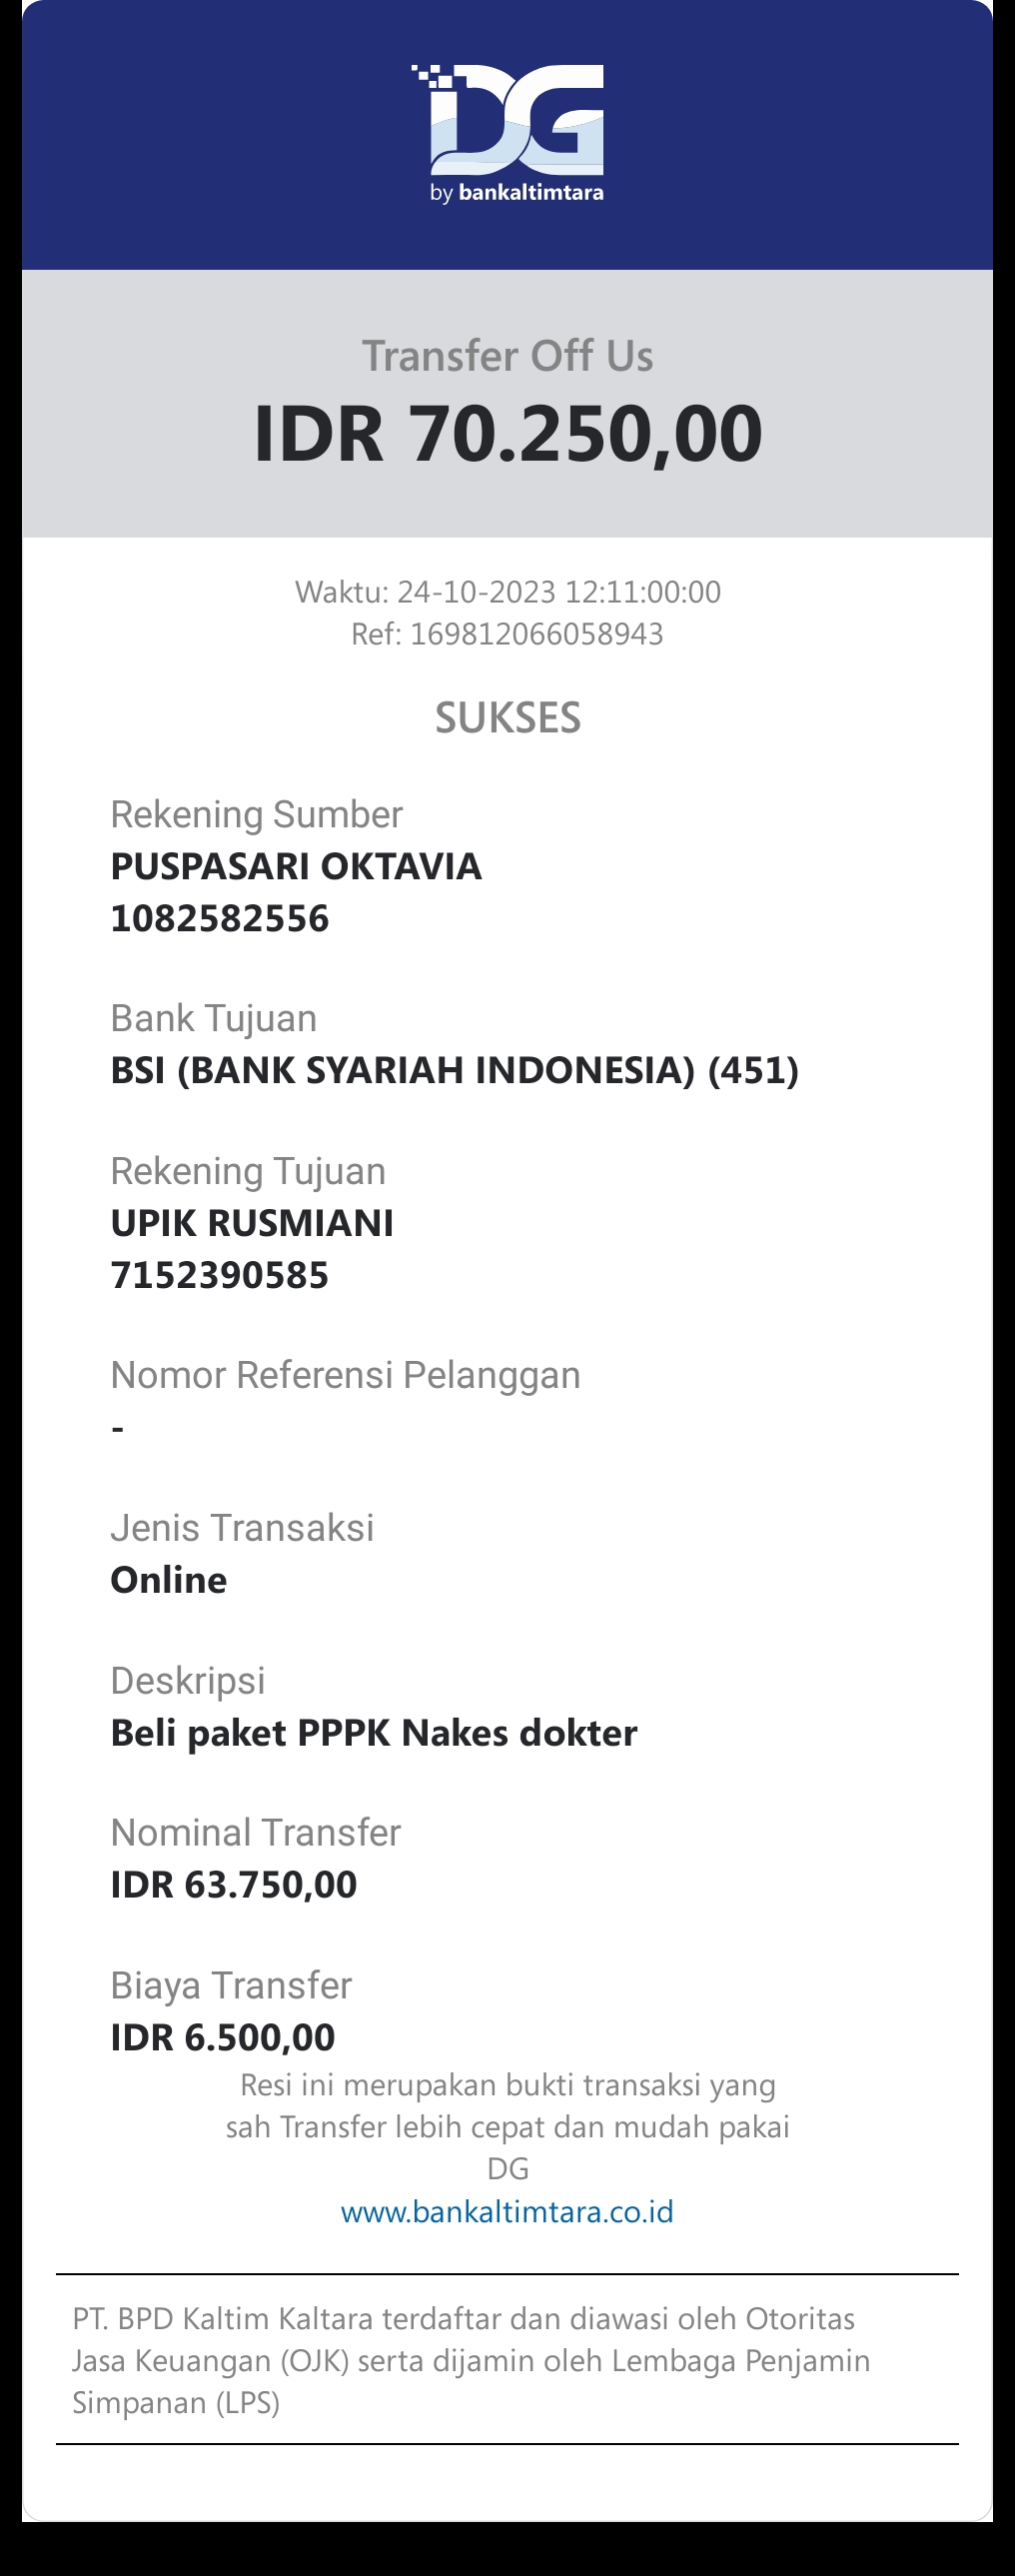 DG
by bankaltimtara
Transfer Off Us
IDR 70.250,00
Waktu: 24-10-2023 12:11:00:00
Ref: 169812066058943
SUKSES
Rekening Sumber
PUSPASARI OKTAVIA
1082582556
Bank Tujuan
BSI (BANK SYARIAH INDONESIA) (451)
Rekening Tujuan
UPIK RUSMIANI
7152390585
Nomor Referensi Pelanggan
-
Jenis Transaksi
Online
Deskripsi
Beli paket PPPK Nakes dokter
Nominal Transfer
IDR 63.750,00
Biaya Transfer
IDR 6.500,00
Resi ini merupakan bukti transaksi yang
sah Transfer lebih cepat dan mudah pakai
DG
www.bankaltimtara.co.id
PT. BPD Kaltim Kaltara terdaftar dan diawasi oleh Otoritas
Jasa Keuangan (OJK) serta dijamin oleh Lembaga Penjamin
Simpanan (LPS)